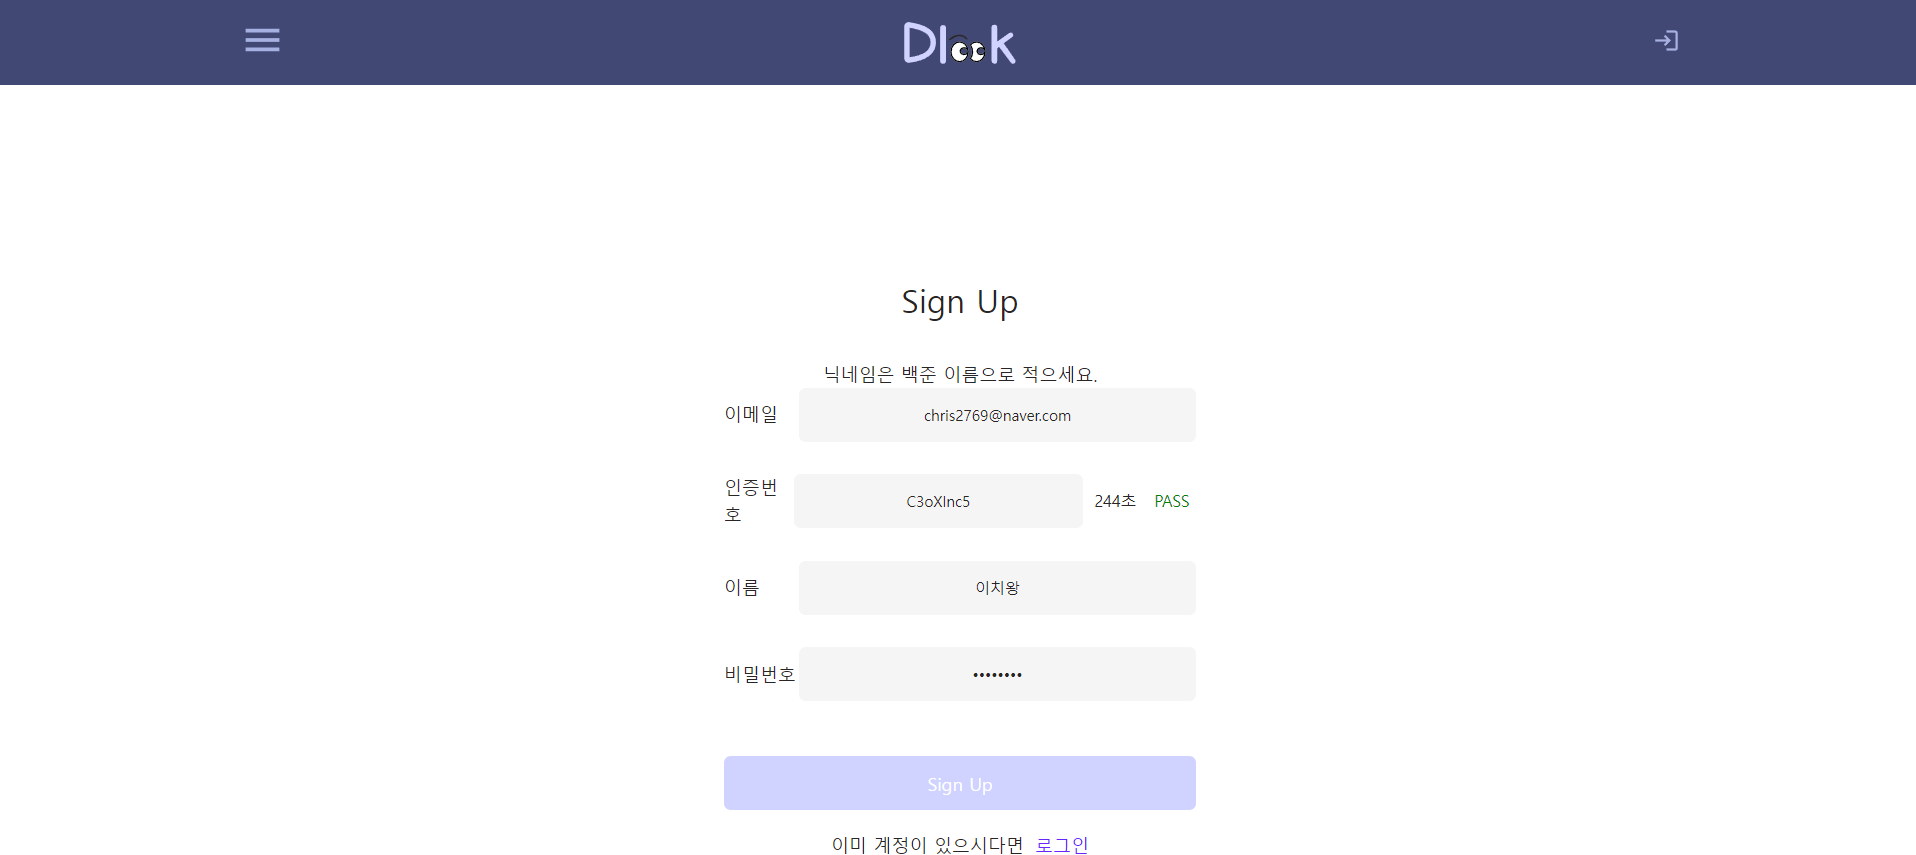 Dlook
Sign Up
닉네임은 백준 이름으로 적으세요.
이메일 chris2769@naver.com
인증번
호 C3oXInc5 244초 PASS
이름 이치왕
비밀번호 ••••••••
Sign Up
이미 계정이 있으시다면 로그인